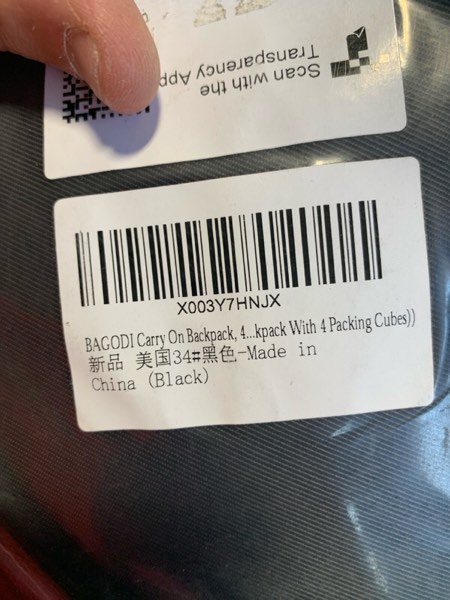 Scan with the
Transparency App
X003Y7HNJX
BAGODI Carry On Backpack, 4...kpack With 4 Packing Cubes))
新品 美国34#黑色-Made in
China (Black)